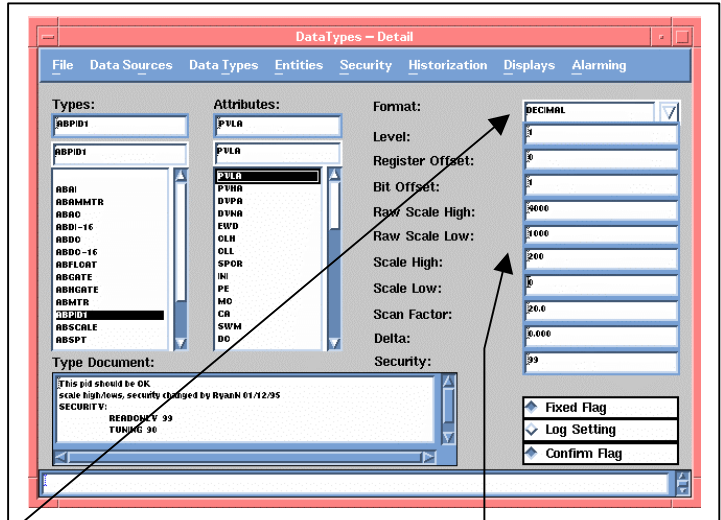 DataTypes – Detail
File Data Sources Data Types Entities Security Historization Displays Alarming
Types:
ABPID1
ABPID1
ABAI
ABAMMTR
ABAO
ABDI-16
ABDO
ABDO-16
ABFLOAT
ABGATE
ABHGATE
ABMTR
ABPID1
ABSCALE
ABSPT
Attributes:
PVLA
PVLA
PVLA
PVHA
DVPA
DVNA
EWD
CLH
CLL
SPOR
INI
PE
MO
CA
SWM
DO
Format: DECIMAL
Level: 1
Register Offset: 0
Bit Offset: 1
Raw Scale High: 4000
Raw Scale Low: 1000
Scale High: 200
Scale Low: 0
Scan Factor: 20.0
Delta: 0.000
Security: 99
Type Document:
This pid should be OK
scale high/lows, security changed by RyanN 01/12/95
SECURITY:
READONLY 99
TUNING 90
Fixed Flag
Log Setting
Confirm Flag